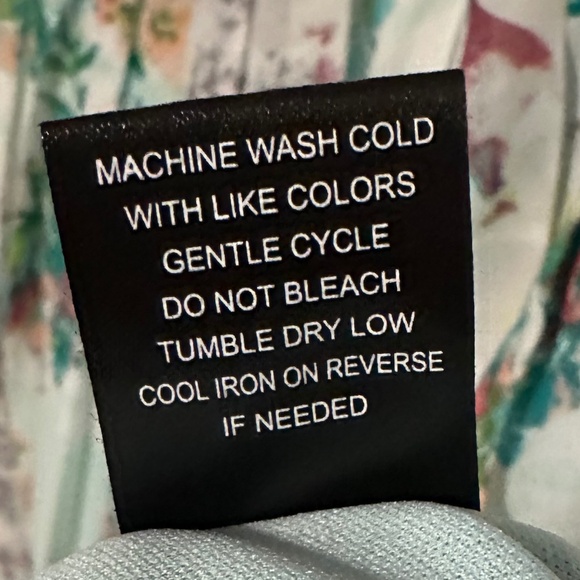 MACHINE WASH COLD
WITH LIKE COLORS
GENTLE CYCLE
DO NOT BLEACH
TUMBLE DRY LOW
COOL IRON ON REVERSE
IF NEEDED